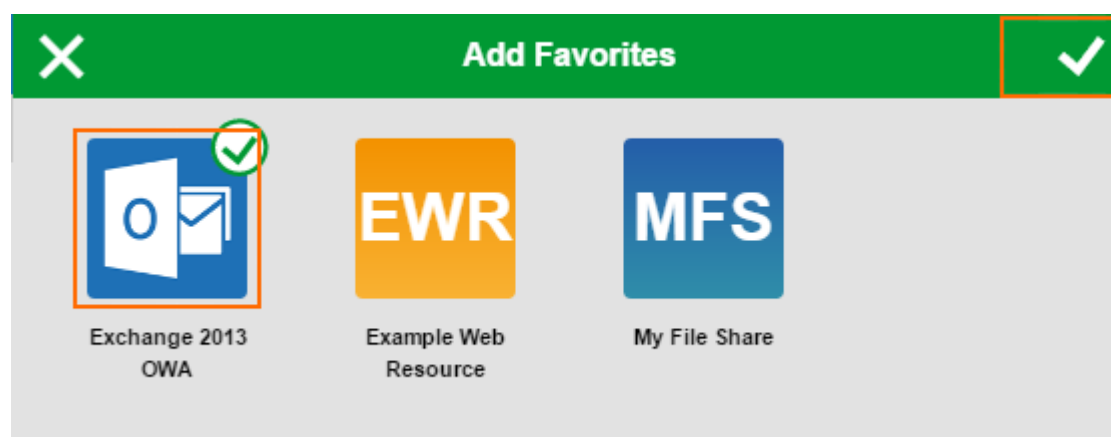 Add Favorites
O
EWR
MFS
Exchange 2013
OWA
Example Web
Resource
My File Share